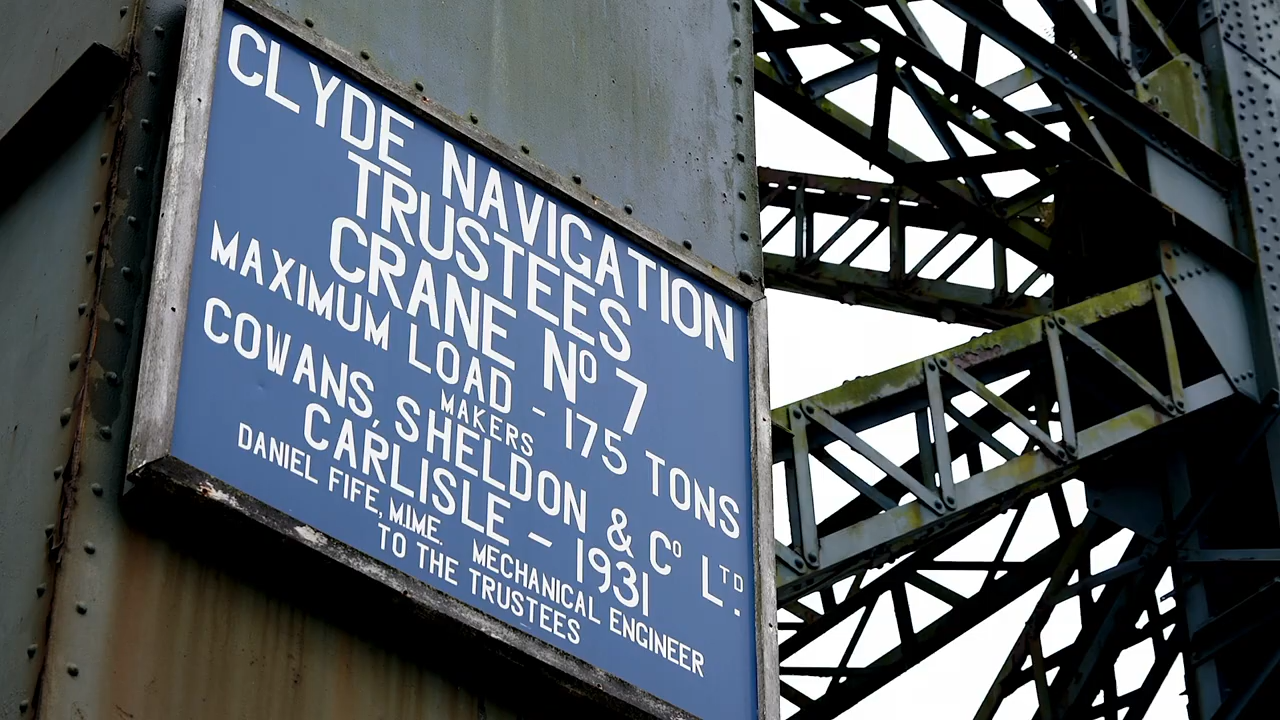 CLYDE NAVIGATION
TRUSTEES
CRANE Nº 7
MAXIMUM LOAD - 175 TONS
MAKERS
COWANS, SHELDON & Cº LTD.
CARLISLE - 1931
DANIEL FIFE, M.I.ME. MECHANICAL ENGINEER
TO THE TRUSTEES